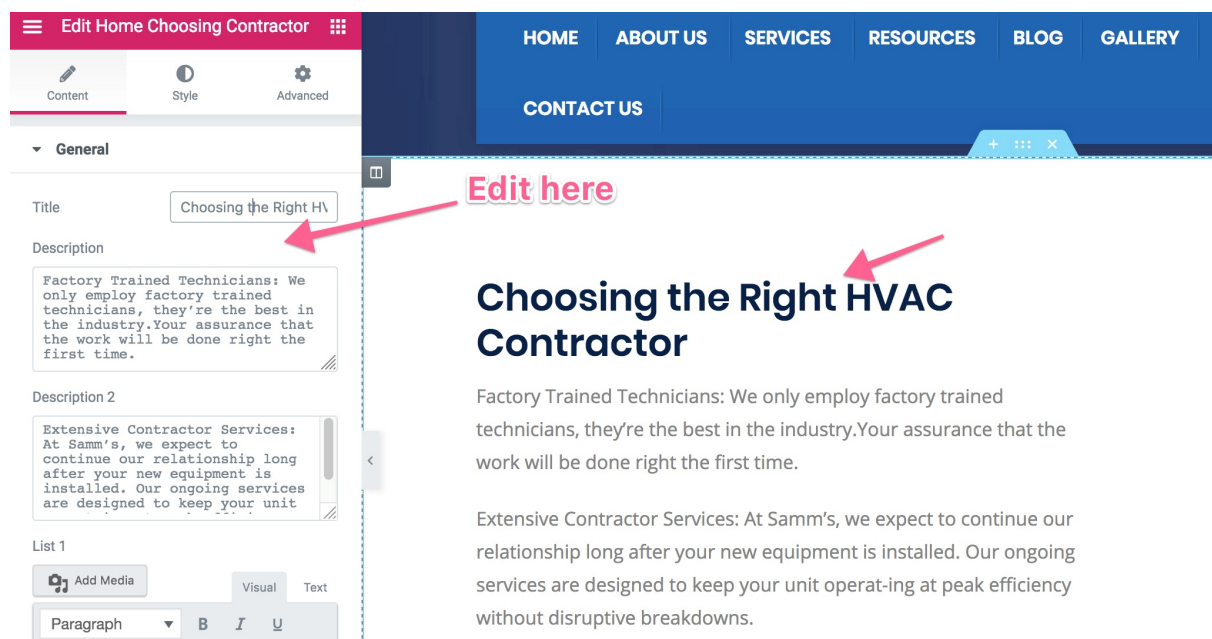 Edit Home Choosing Contractor
Content Style Advanced
General
Title Choosing the Right H
Description
Factory Trained Technicians: We
only employ factory trained
technicians, they're the best in
the industry.Your assurance that
the work will be done right the
first time.
Description 2
Extensive Contractor Services:
At Samm's, we expect to
continue our relationship long
after your new equipment is
installed. Our ongoing services
are designed to keep your unit
List 1
Add Media
Visual Text
Paragraph B I U
HOME ABOUT US SERVICES RESOURCES BLOG GALLERY
CONTACT US
Edit here
Choosing the Right HVAC
Contractor
Factory Trained Technicians: We only employ factory trained
technicians, they're the best in the industry.Your assurance that the
work will be done right the first time.
Extensive Contractor Services: At Samm's, we expect to continue our
relationship long after your new equipment is installed. Our ongoing
services are designed to keep your unit operat-ing at peak efficiency
without disruptive breakdowns.